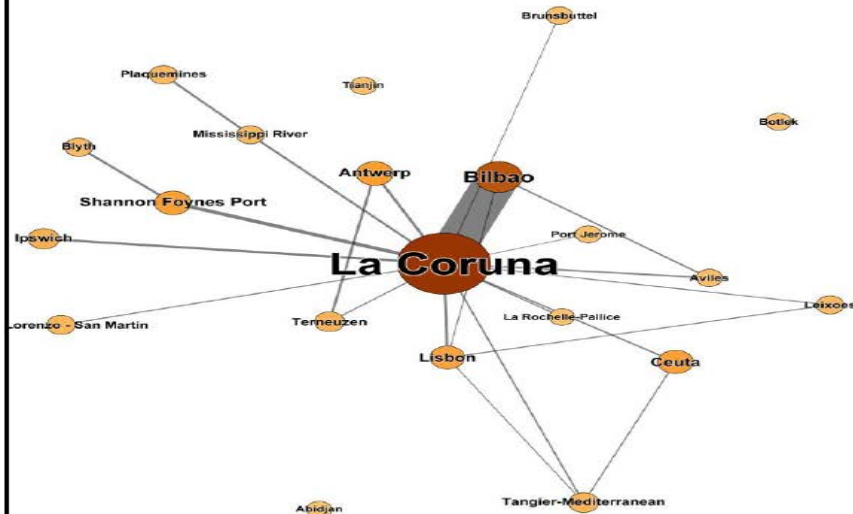 Brunsbuttel
Plaquemines
Tianjin
Botlek
Mississippi River
Blyth
Antwerp
Bilbao
Shannon Foynes Port
Port Jerome
Ipswich
La Coruna
Aviles
Leixoes
La Rochelle-Pallice
Lorenzo - San Martin
Terneuzen
Lisbon
Ceuta
Tangier-Mediterranean
Abidjan